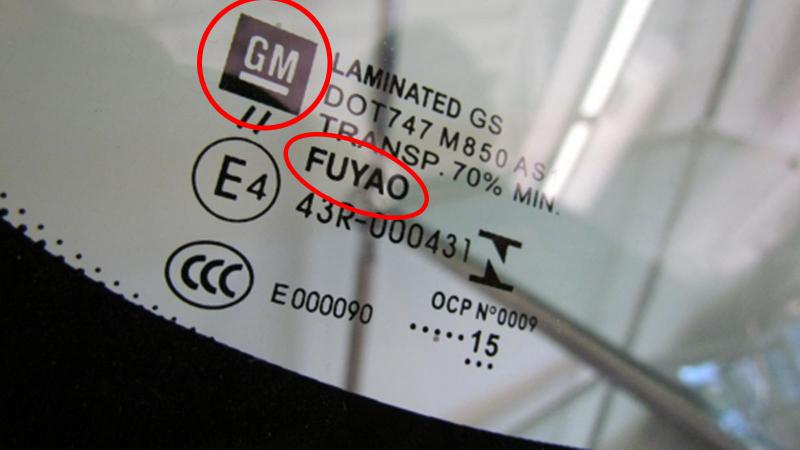 GM
LAMINATED GS
DOT747 M850 AS
TRANSP. 70% MIN.
FUYAO
E4
43R-000431
CCC
E000090
OCP N°0009
······15
···